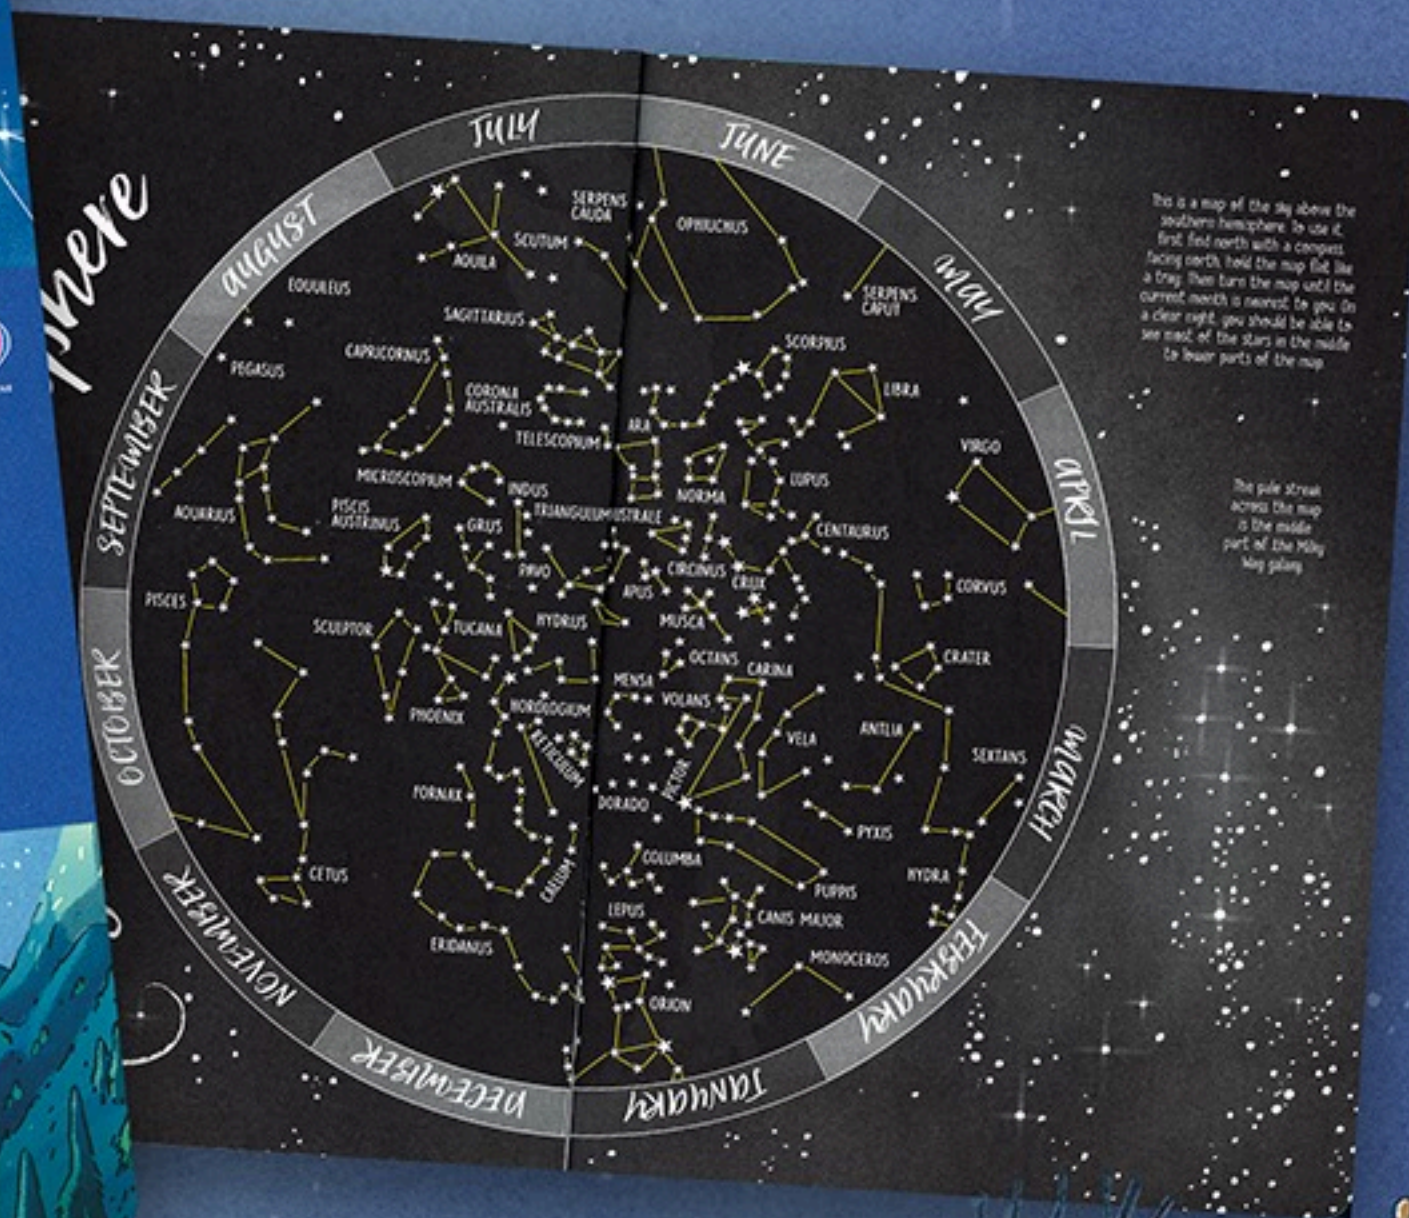 phere
JULY
JUNE
AUGUST
MAY
SEPTEMBER
APRIL
OCTOBER
MARCH
NOVEMBER
FEBRUARY
DECEMBER
JANUARY
SERPENS
CAUDA
OPHIUCHUS
SCUTUM
AQUILA
SERPENS
CAPUT
EQUULEUS
SAGITTARIUS
SCORPIUS
CAPRICORNUS
PEGASUS
CORONA
AUSTRALIS
LIBRA
ARA
TELESCOPIUM
VIRGO
MICROSCOPIUM
INDUS
NORMA
LUPUS
AQUARIUS
PISCIS
AUSTRINUS
GRUS
CENTAURUS
PAVO
CIRCINUS
CRUX
APUS
CORVUS
PISCES
SCULPTOR
TUCANA
HYDRUS
MUSCA
OCTANS
CARINA
CRATER
MENSA
VOLANS
PHOENIX
HOROLOGIUM
VELA
ANTLIA
SEXTANS
RETICULUM
PICTOR
FORNAX
DORADO
PYXIS
COLUMBA
CAELUM
CETUS
PUPPIS
HYDRA
LEPUS
CANIS MAJOR
ERIDANUS
MONOCEROS
ORION
This is a map of the sky above the
southern hemisphere. To use it,
first find north with a compass.
Facing north, hold the map flat like
a tray. Then turn the map until the
current month is nearest to you. On
a clear night, you should be able to
see most of the stars in the middle
to lower parts of the map.
The pale streak
across the map
is the middle
part of the Milky
Way galaxy.